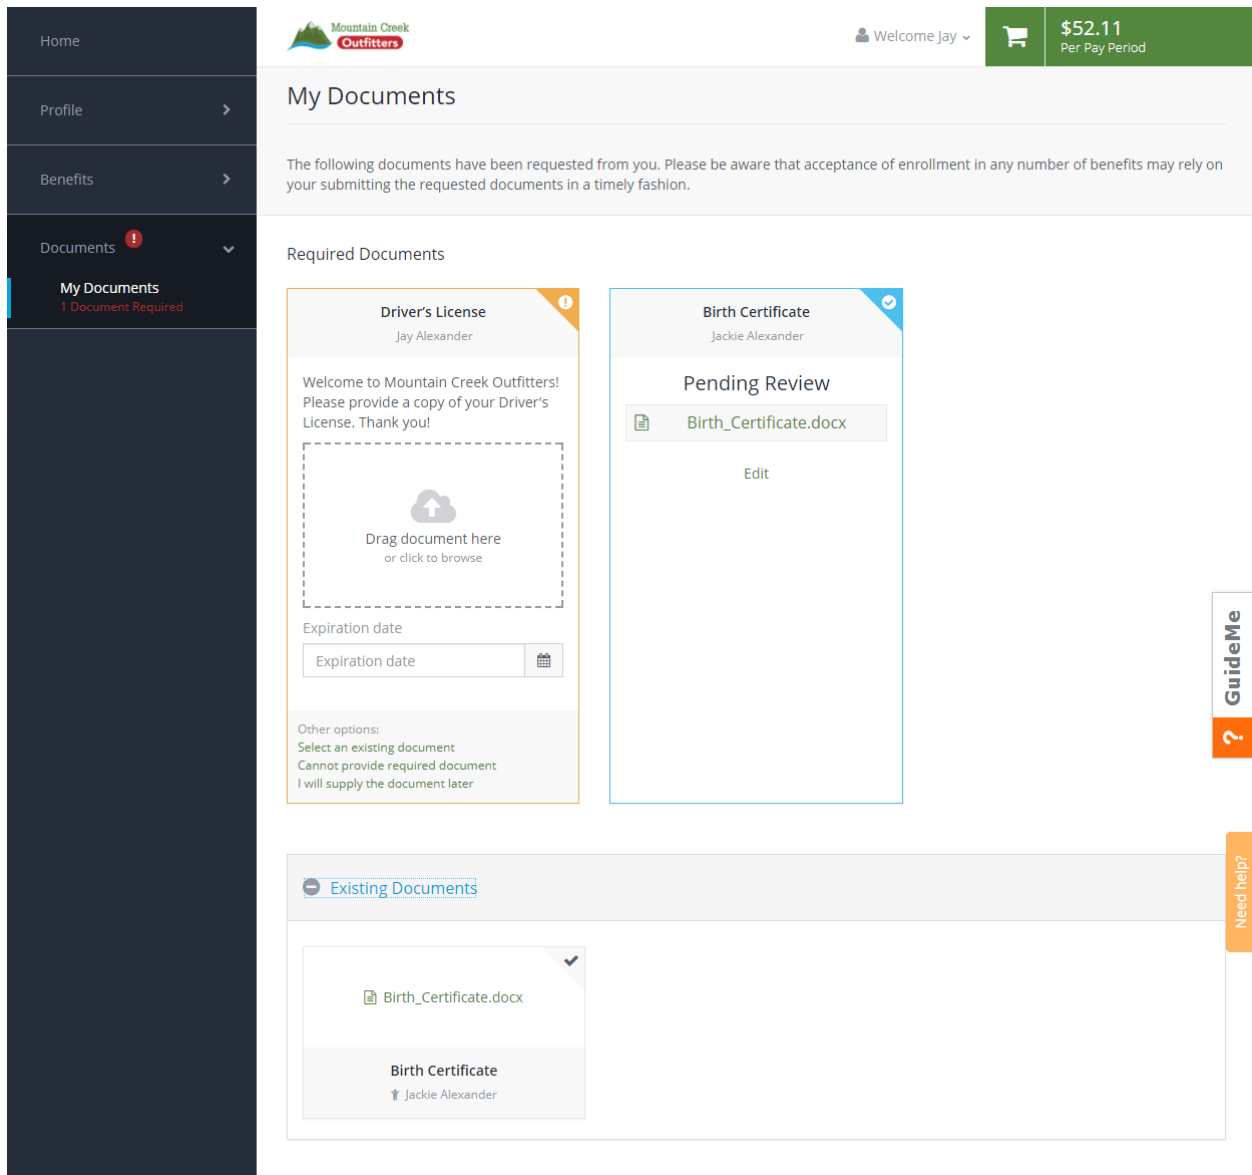 Home
Profile
Benefits
Documents
My Documents
1 Document Required
Mountain Creek
Outfitters
Welcome Jay
$52.11
Per Pay Period
My Documents
The following documents have been requested from you. Please be aware that acceptance of enrollment in any number of benefits may rely on
your submitting the requested documents in a timely fashion.
Required Documents
Driver's License
Jay Alexander
Welcome to Mountain Creek Outfitters!
Please provide a copy of your Driver's
License. Thank you!
Drag document here
or click to browse
Expiration date
Expiration date
Other options:
Select an existing document
Cannot provide required document
I will supply the document later
Birth Certificate
Jackie Alexander
Pending Review
Birth_Certificate.docx
Edit
GuideMe
?
Need help?
Existing Documents
Birth_Certificate.docx
Birth Certificate
Jackie Alexander